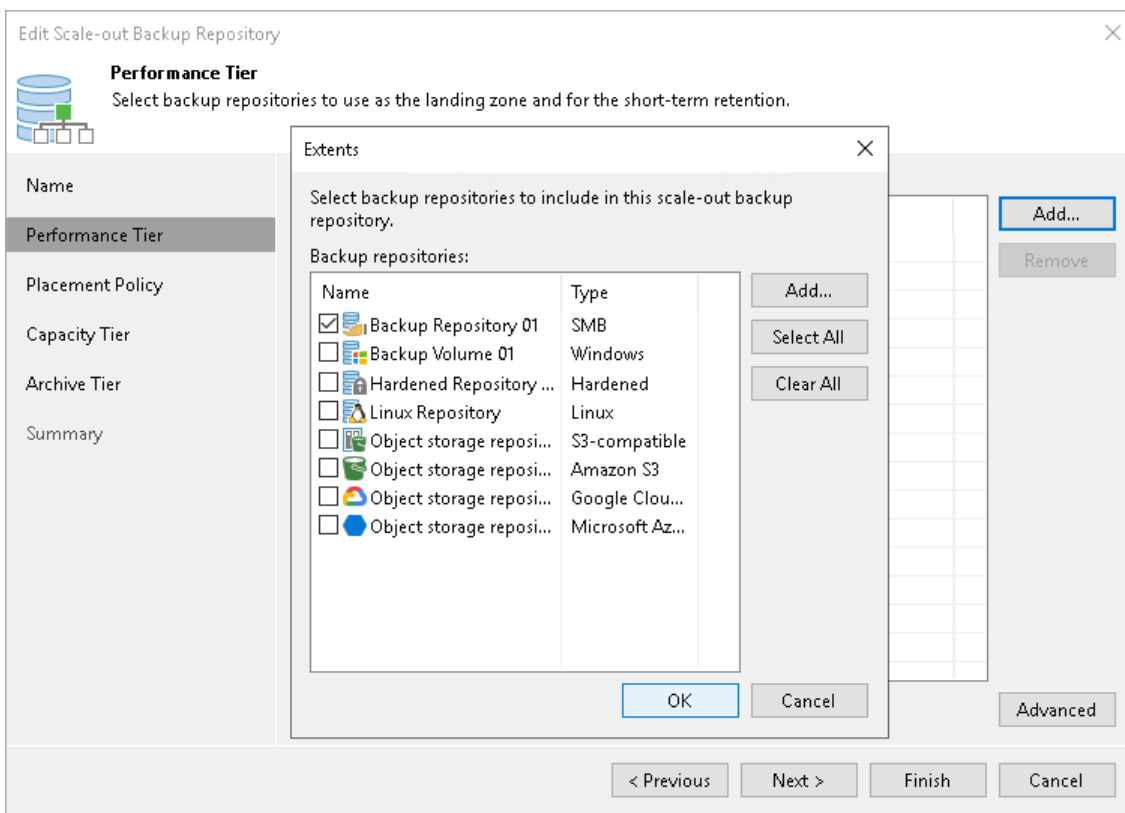 Edit Scale-out Backup Repository
Performance Tier
Select backup repositories to use as the landing zone and for the short-term retention.
Name
Performance Tier
Placement Policy
Capacity Tier
Archive Tier
Summary
Extents
Select backup repositories to include in this scale-out backup
repository.
Backup repositories:
Name Type
Backup Repository 01 SMB
Backup Volume 01 Windows
Hardened Repository ... Hardened
Linux Repository Linux
Object storage reposi... S3-compatible
Object storage reposi... Amazon S3
Object storage reposi... Google Clou...
Object storage reposi... Microsoft Az...
Add...
Select All
Clear All
OK Cancel
Add...
Remove
Advanced
< Previous Next > Finish Cancel